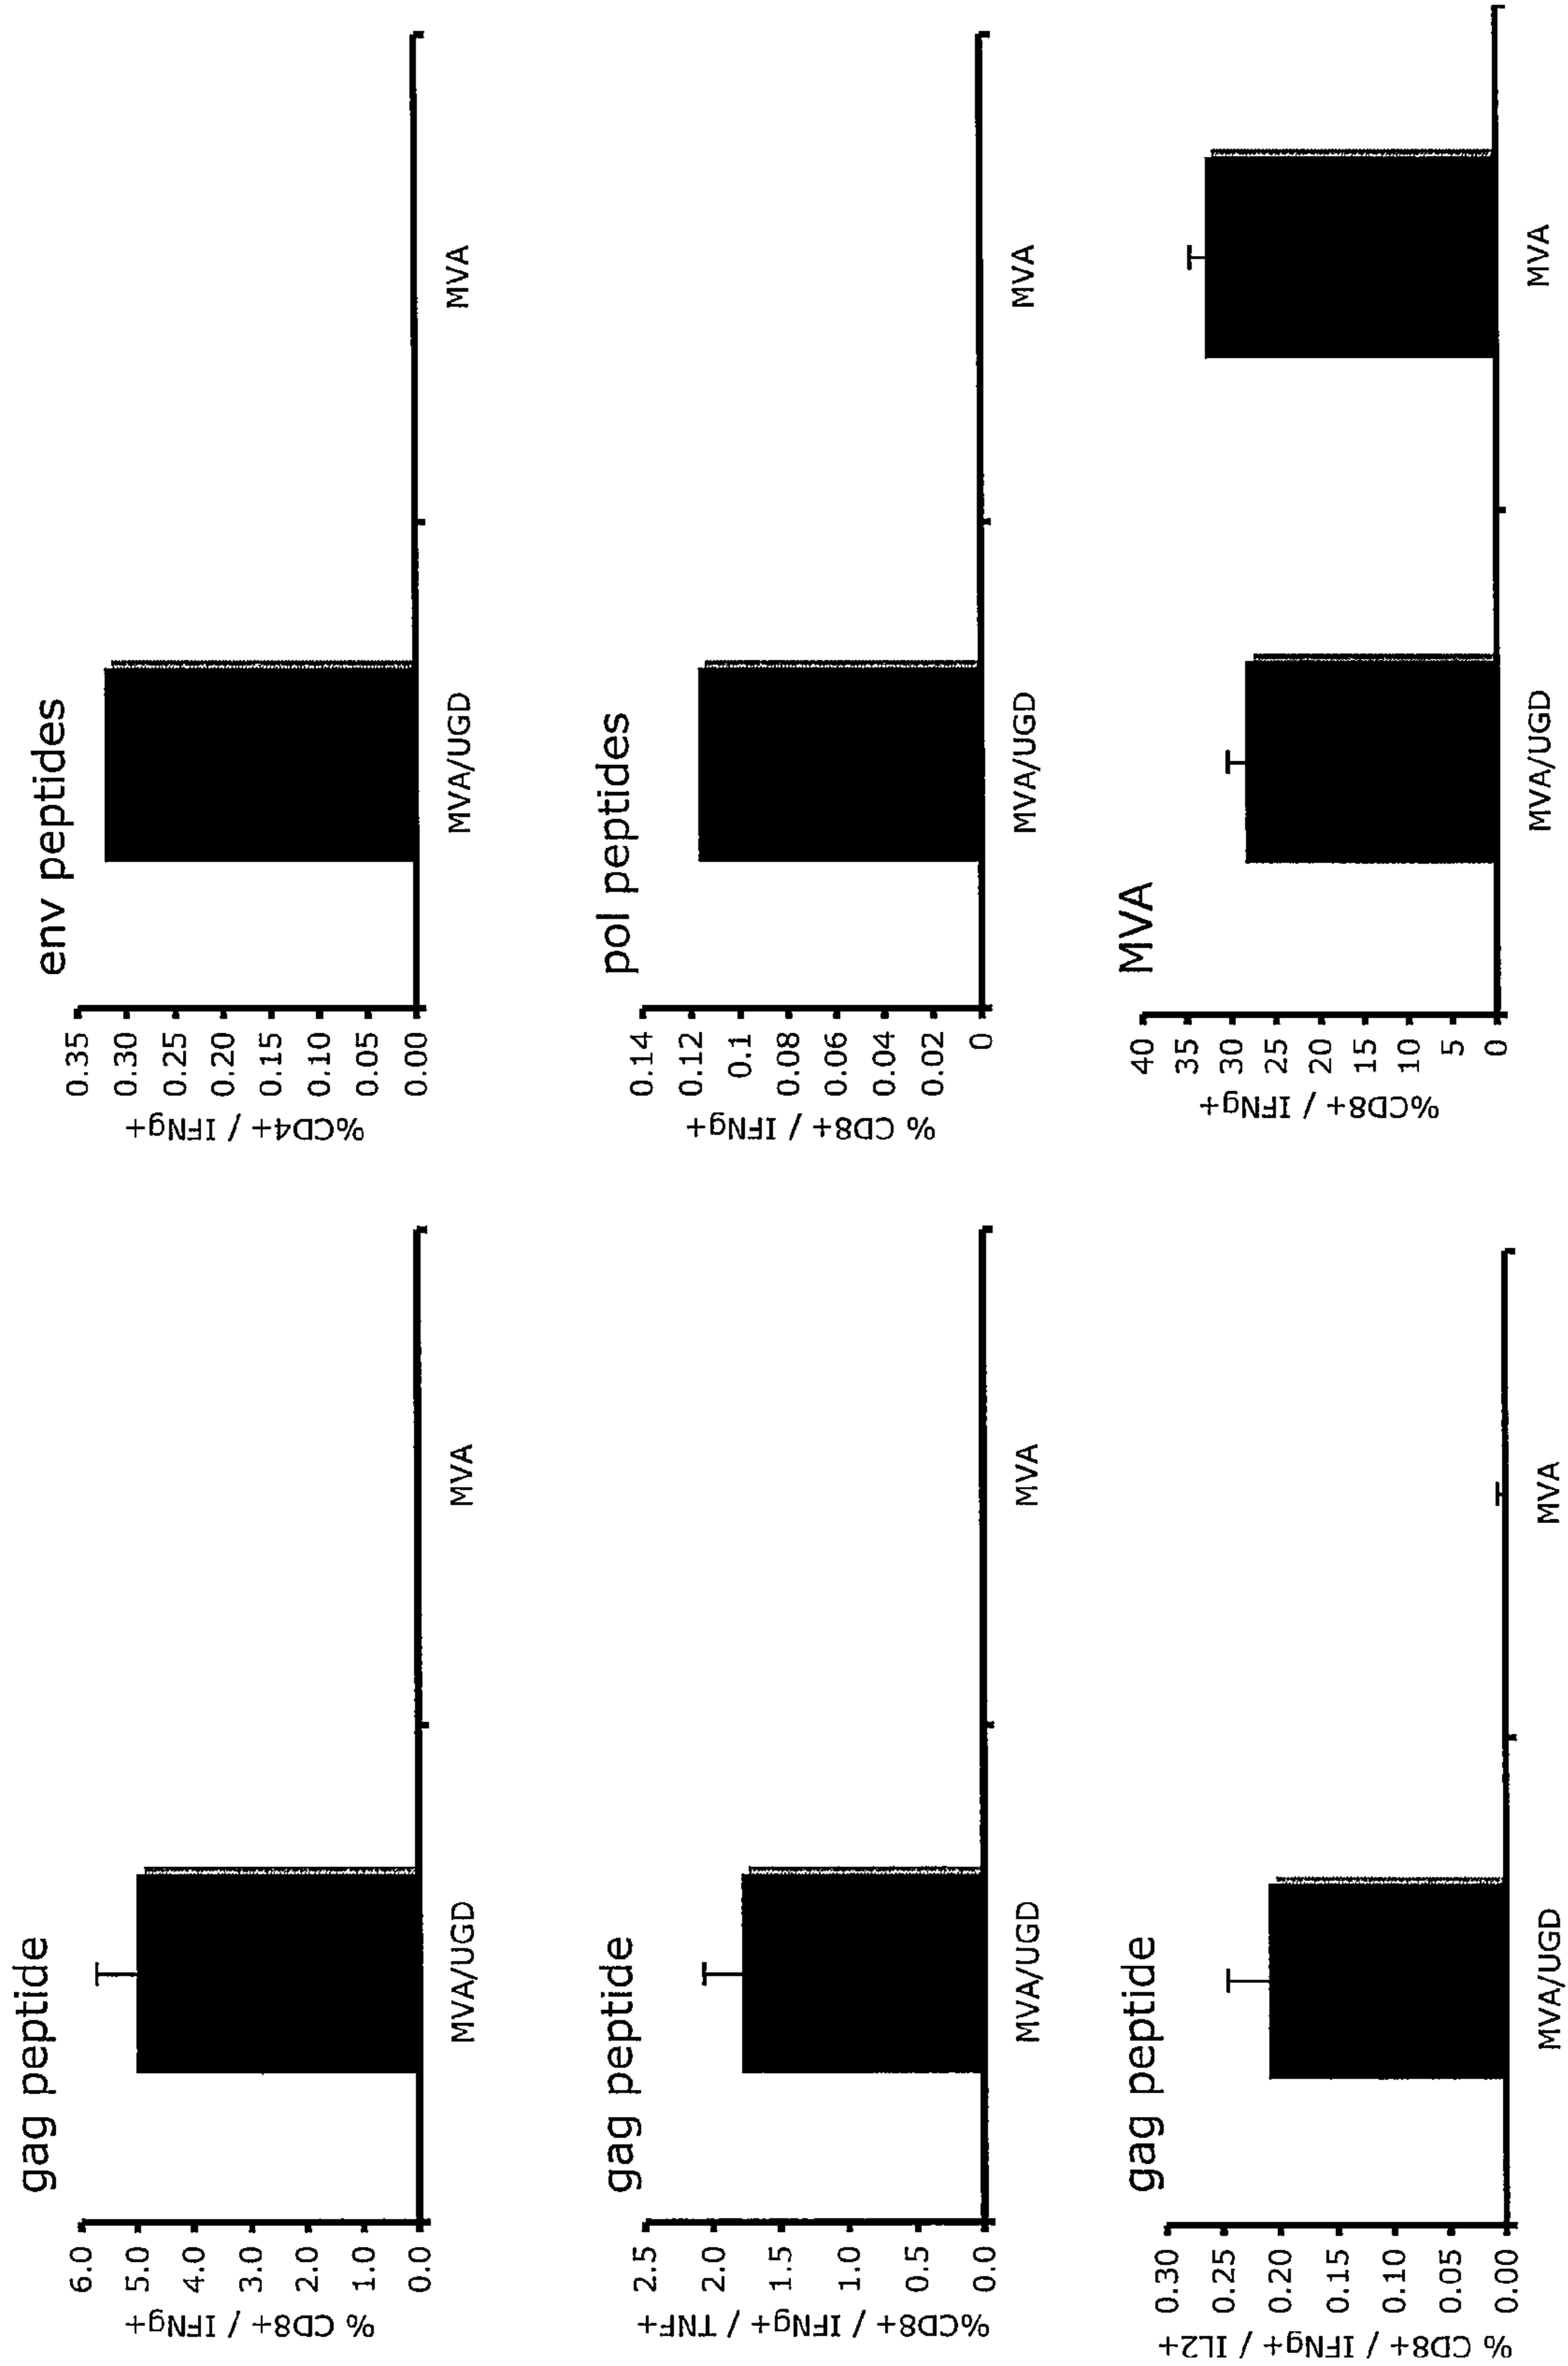 gag peptide
% CD8+ / IFNg+
6.0
5.0
4.0
3.0
2.0
1.0
0.0
MVA/UGD
MVA
env peptides
%CD4+ / IFNg+
0.35
0.30
0.25
0.20
0.15
0.10
0.05
0.00
MVA/UGD
MVA
gag peptide
%CD8+ / IFNg+ / TNF+
2.5
2.0
1.5
1.0
0.5
0.0
MVA/UGD
MVA
pol peptides
% CD8+ / IFNg+
0.14
0.12
0.1
0.08
0.06
0.04
0.02
0
MVA/UGD
MVA
gag peptide
% CD8+ / IFNg+ / IL2+
0.30
0.25
0.20
0.15
0.10
0.05
0.00
MVA/UGD
MVA
MVA
%CD8+ / IFNg+
40
35
30
25
20
15
10
5
0
MVA/UGD
MVA